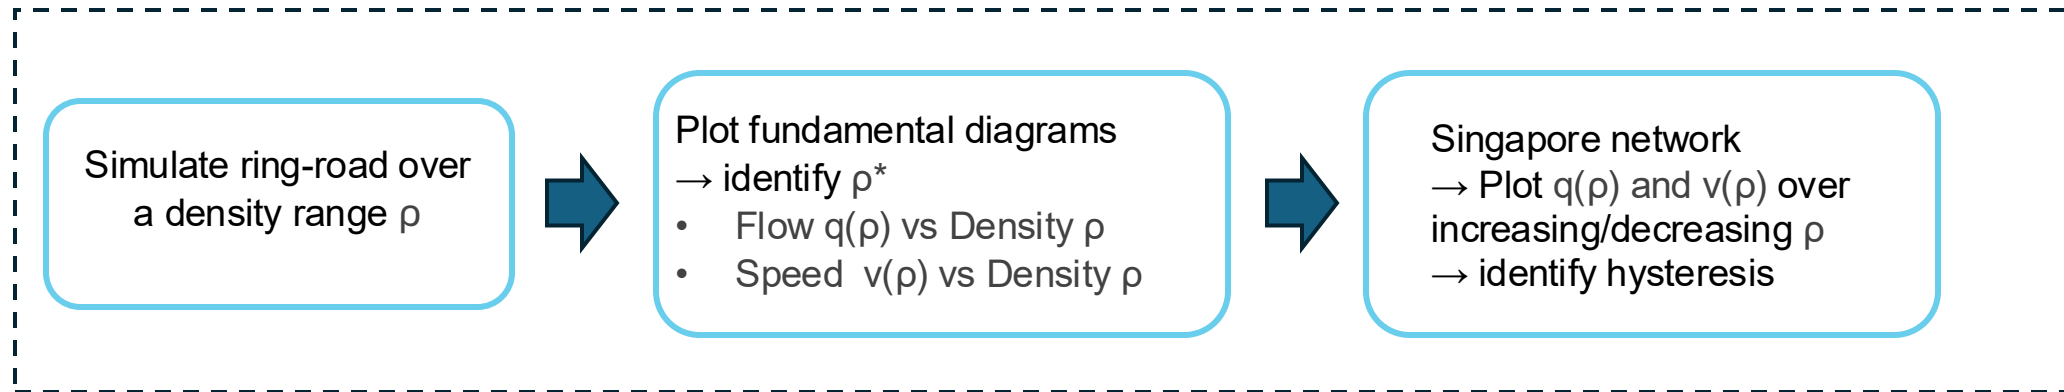 Simulate ring-road over
a density range ρ
Plot fundamental diagrams
→ identify ρ*
• Flow q(ρ) vs Density ρ
• Speed v(ρ) vs Density ρ
Singapore network
→ Plot q(ρ) and v(ρ) over
increasing/decreasing ρ
→ identify hysteresis